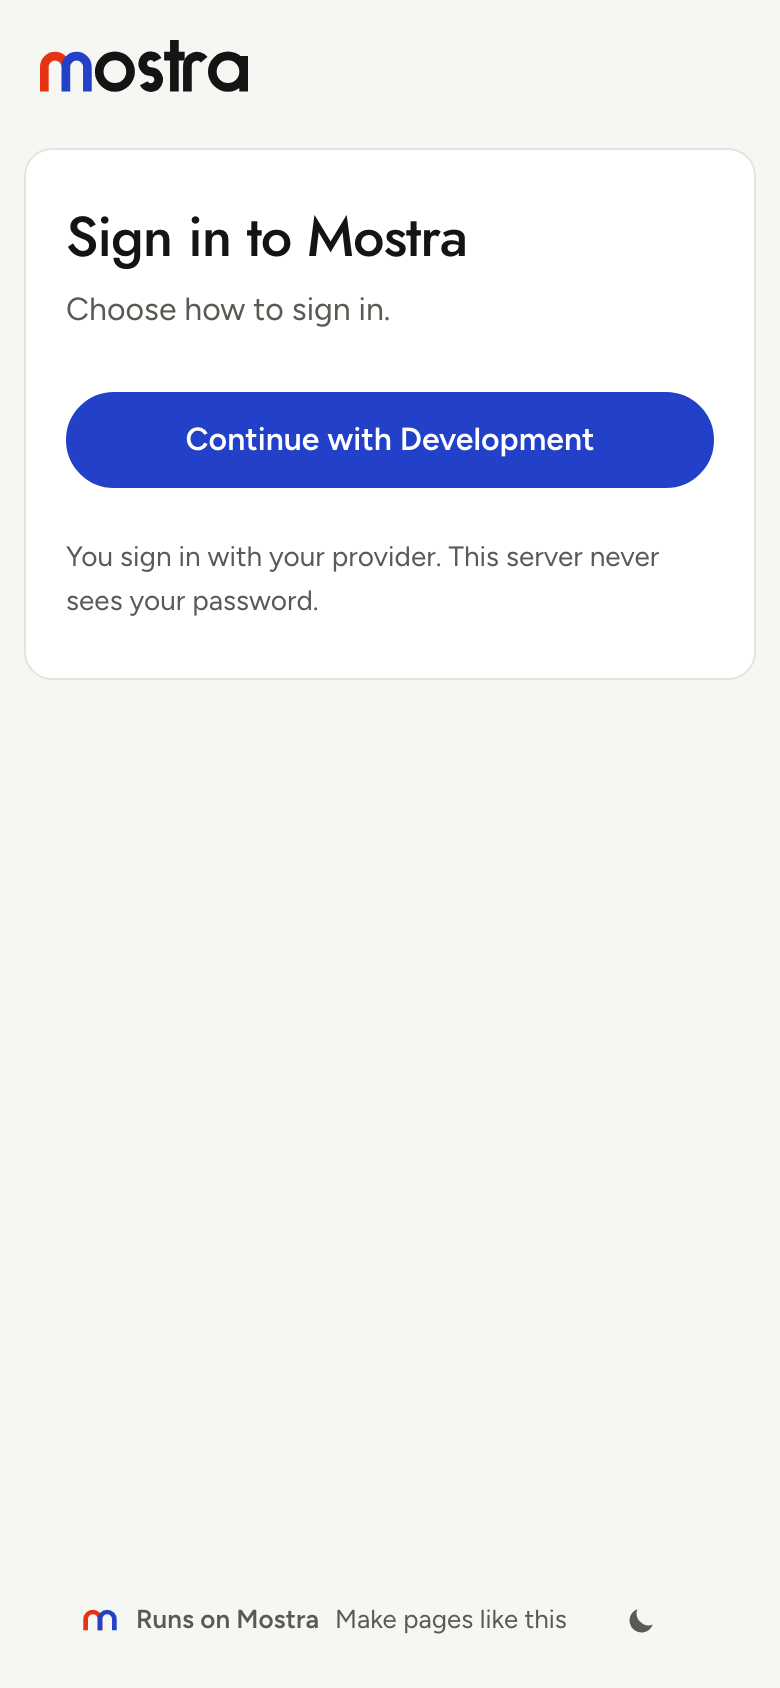 mostra
Sign in to Mostra
Choose how to sign in.
Continue with Development
You sign in with your provider. This server never
sees your password.
m Runs on Mostra Make pages like this